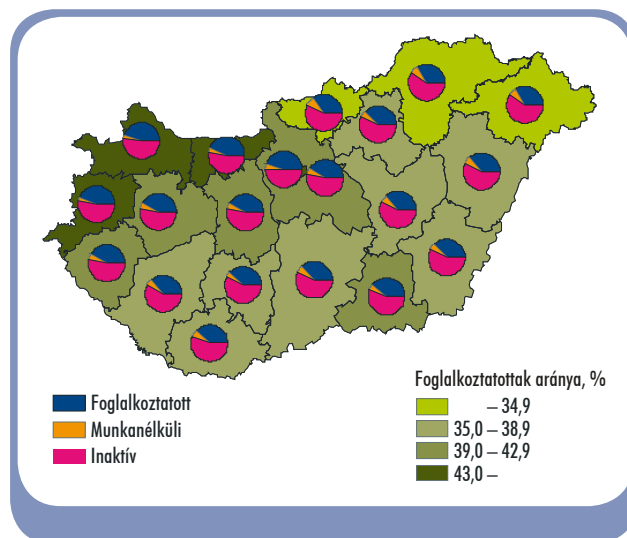 Foglalkoztatott
Munkanélküli
Inaktív
Foglalkoztatottak aránya, %
– 34,9
35,0 – 38,9
39,0 – 42,9
43,0 –